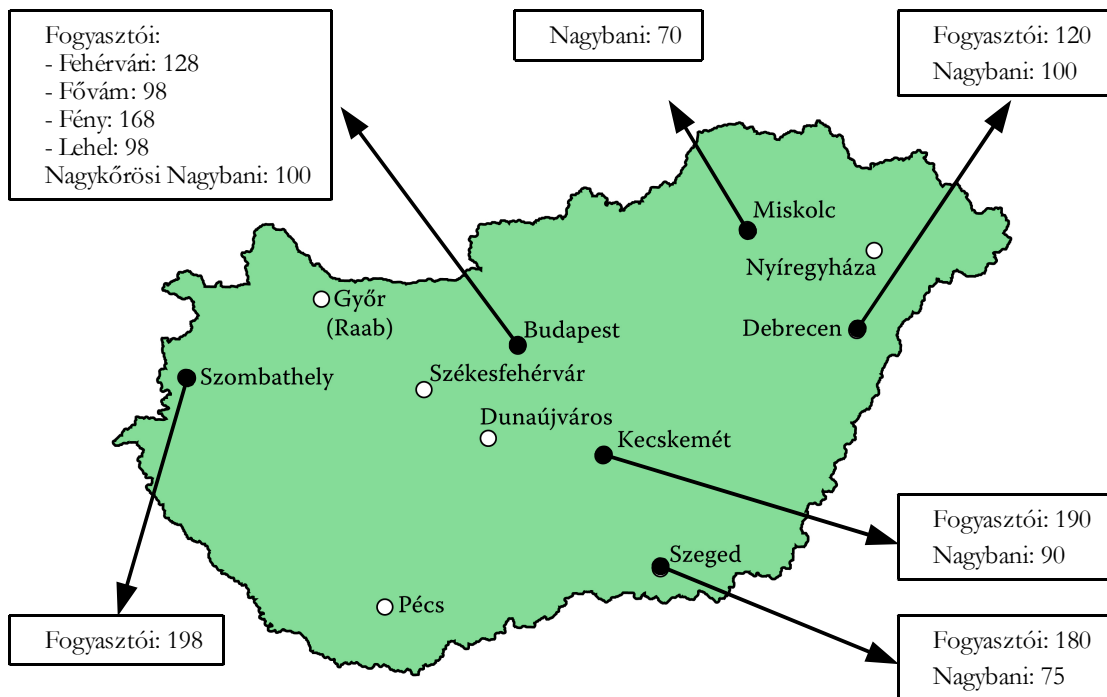 Fogyasztói:
- Fehérvári: 128
- Fővám: 98
- Fény: 168
- Lehel: 98
Nagykőrösi Nagybani: 100
Nagybani: 70
Fogyasztói: 120
Nagybani: 100
Miskolc
Nyíregyháza
Győr
(Raab)
Budapest
Debrecen
Szombathely
Székesfehérvár
Dunaújváros
Kecskemét
Fogyasztói: 190
Nagybani: 90
Szeged
Pécs
Fogyasztói: 198
Fogyasztói: 180
Nagybani: 75